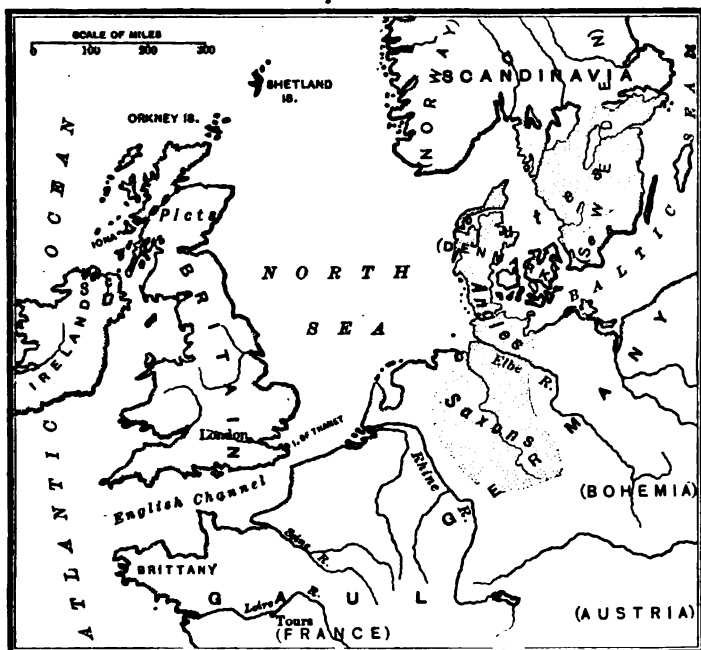 SCALE OF MILES
0 100 200 300
SHETLAND
IS.
ORKNEY IS.
(NORWAY)
SCANDINAVIA
(SWEDEN)
ATLANTIC OCEAN
BALTIC SEA
Picts
IONA
IRELAND
BRITAIN
NORTH
SEA
(DENMARK)
Angles
Elbe R.
Saxons
GERMANY
London
I. OF THANET
English Channel
Rhine R.
(BOHEMIA)
BRITTANY
Seine R.
GAUL
Loire R.
Tours
(FRANCE)
(AUSTRIA)